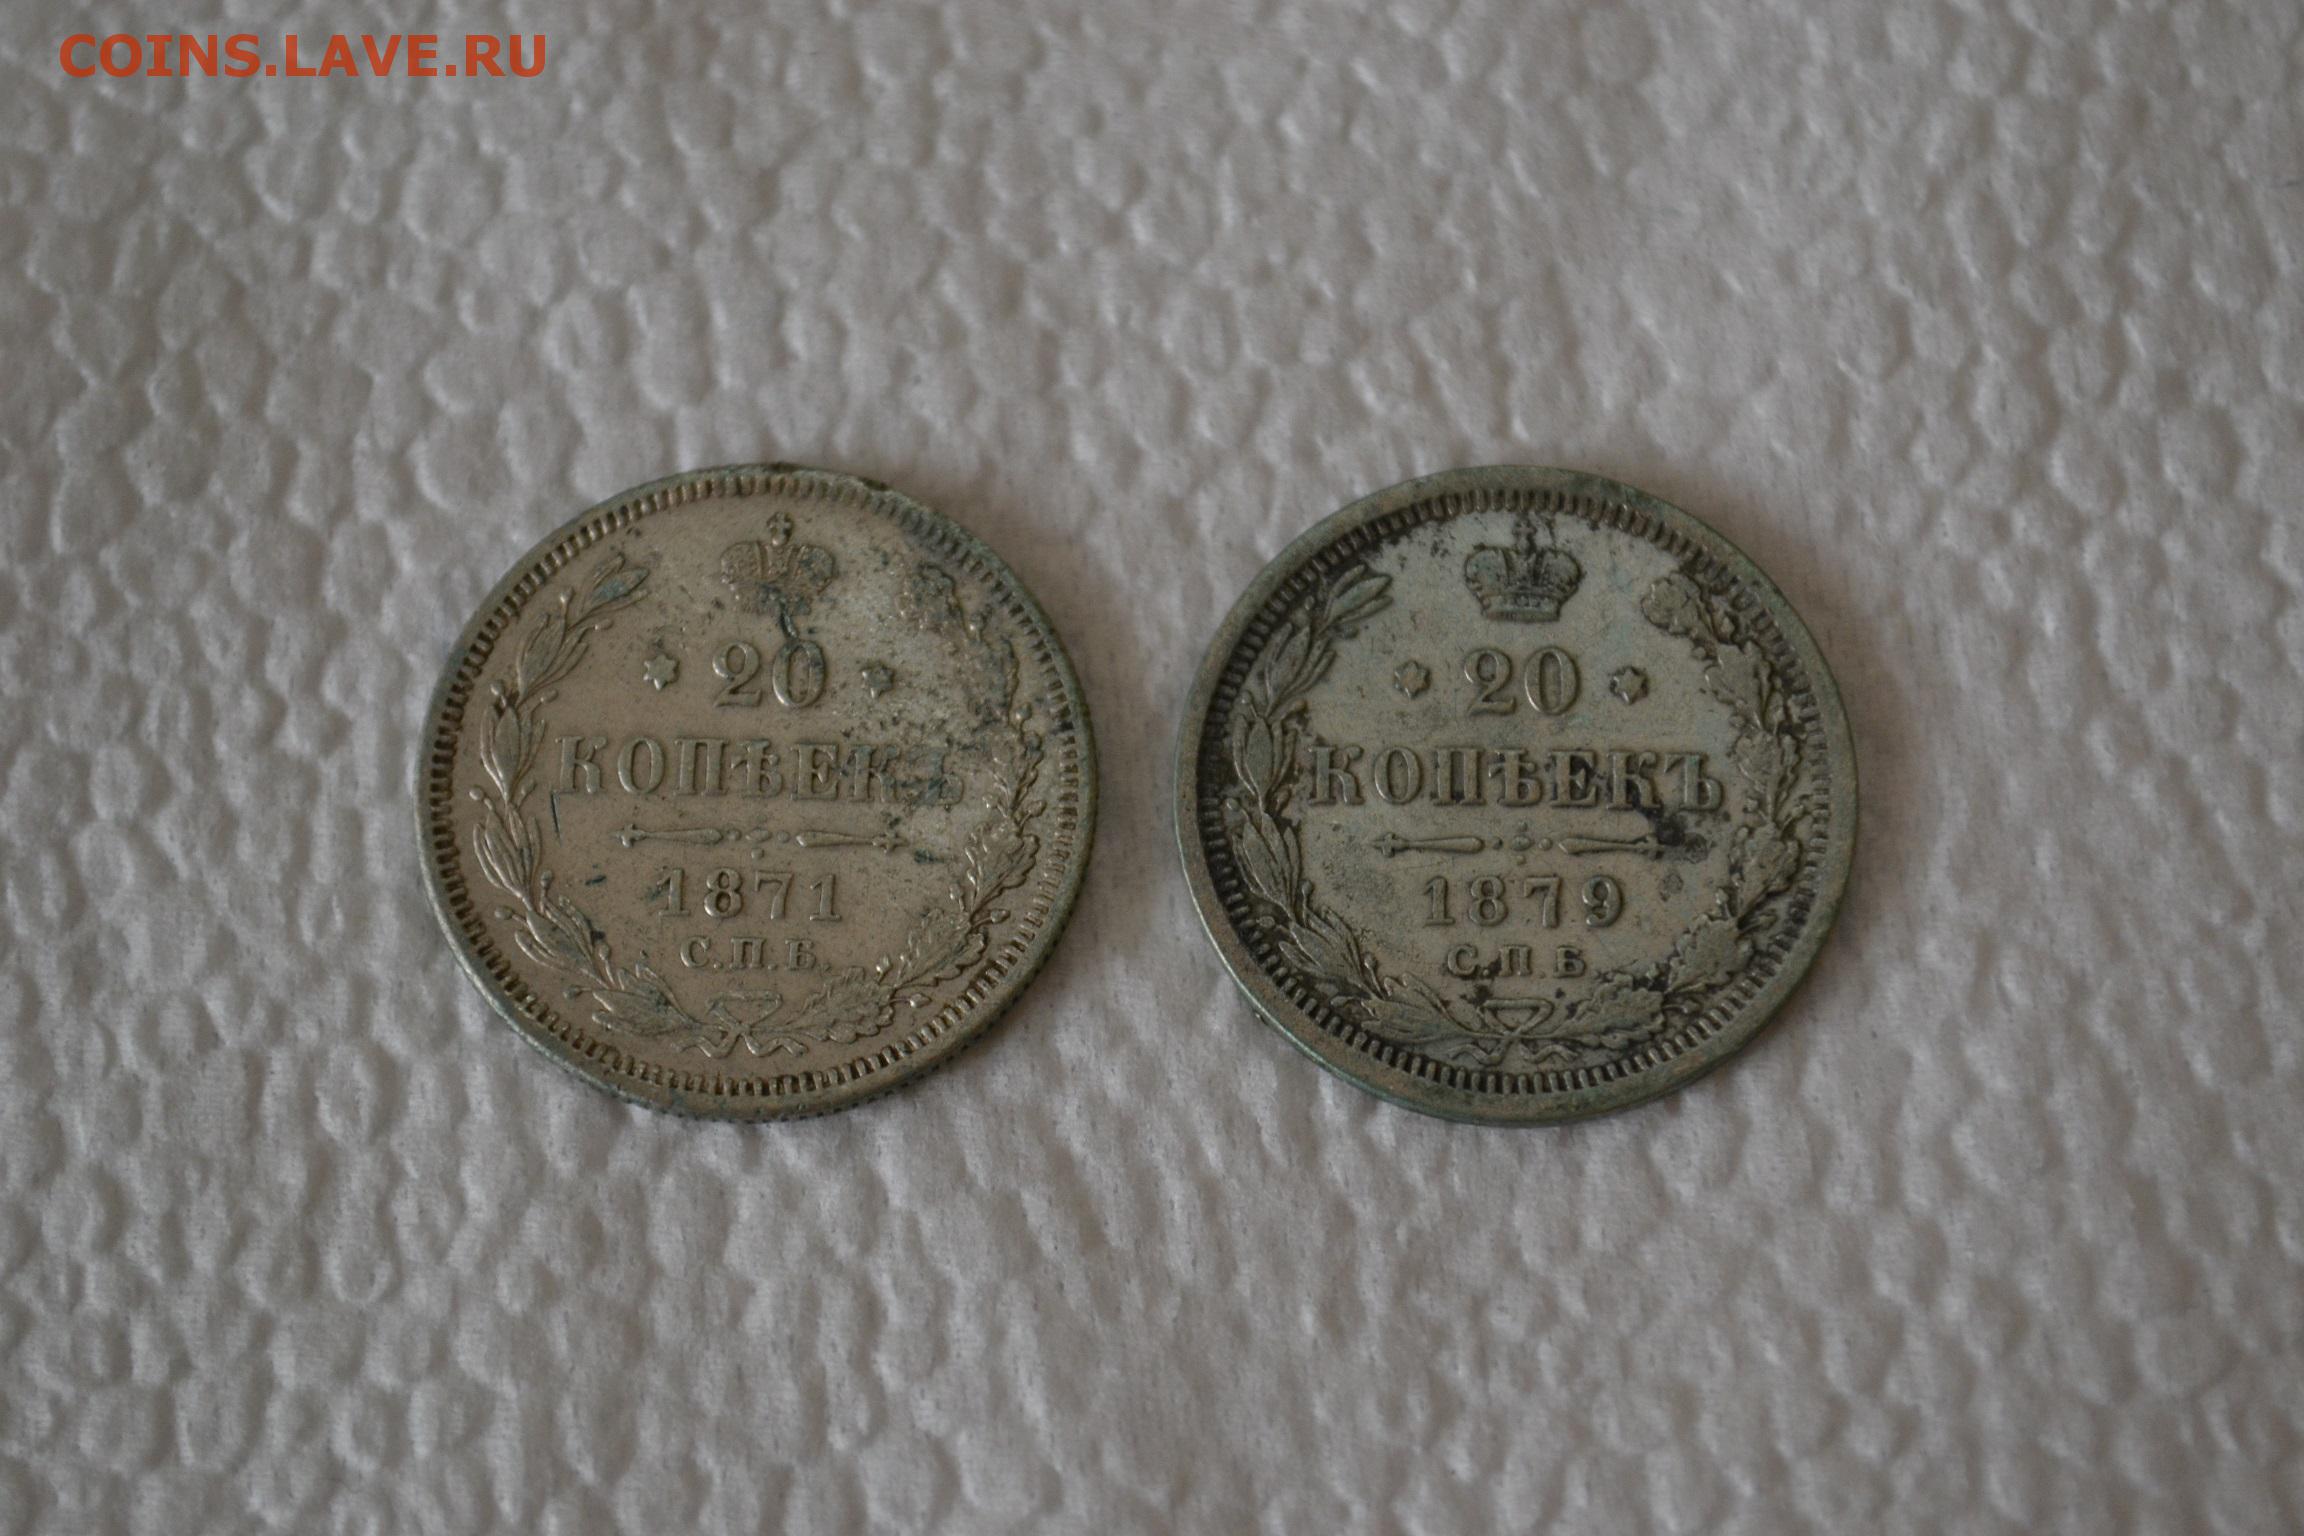 COINS.LAVE.RU
20
КОПѢЕКЪ
1871
С.П.Б.
20
КОПѢЕКЪ
1879
С.П.Б